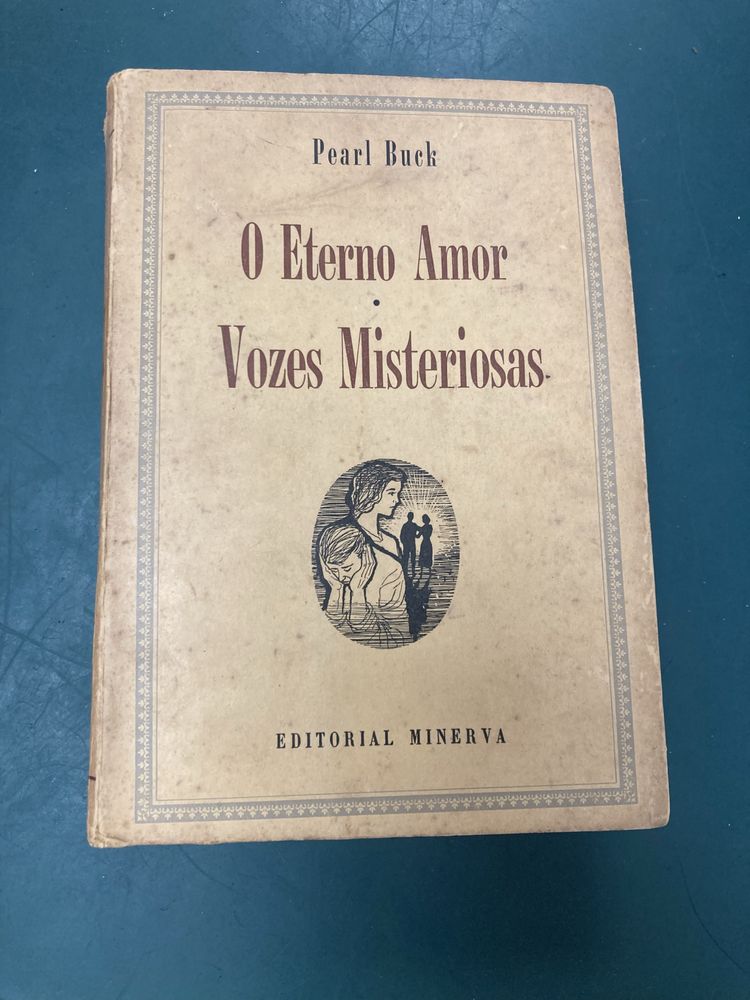 Pearl Buck
O Eterno Amor
•
Vozes Misteriosas
EDITORIAL MINERVA